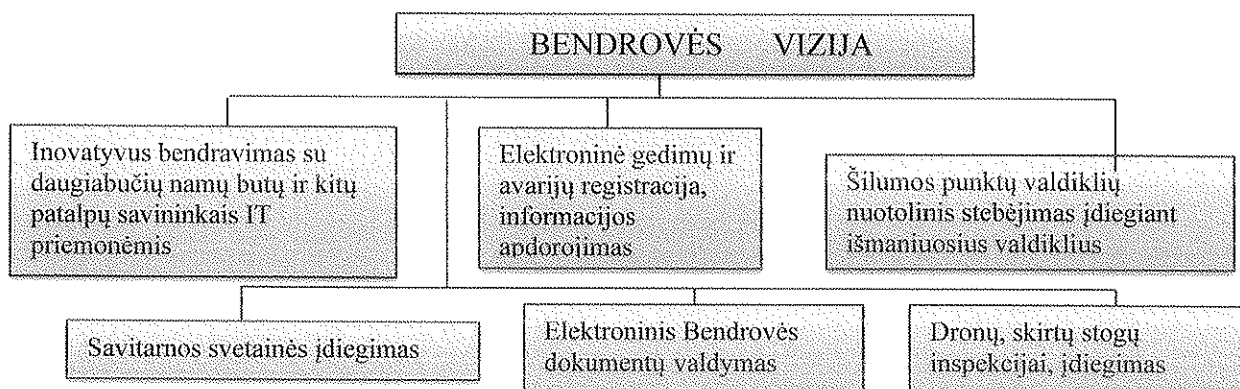 BENDROVĖS VIZIJA
Inovatyvus bendravimas su
daugiabučių namų butų ir kitų
patalpų savininkais IT
priemonėmis
Elektroninė gedimų ir
avarijų registracija,
informacijos
apdorojimas
Šilumos punktų valdiklių
nuotolinis stebėjimas įdiegiant
išmaniuosius valdiklius
Savitarnos svetainės įdiegimas
Elektroninis Bendrovės
dokumentų valdymas
Dronų, skirtų stogų
inspekcijai, įdiegimas